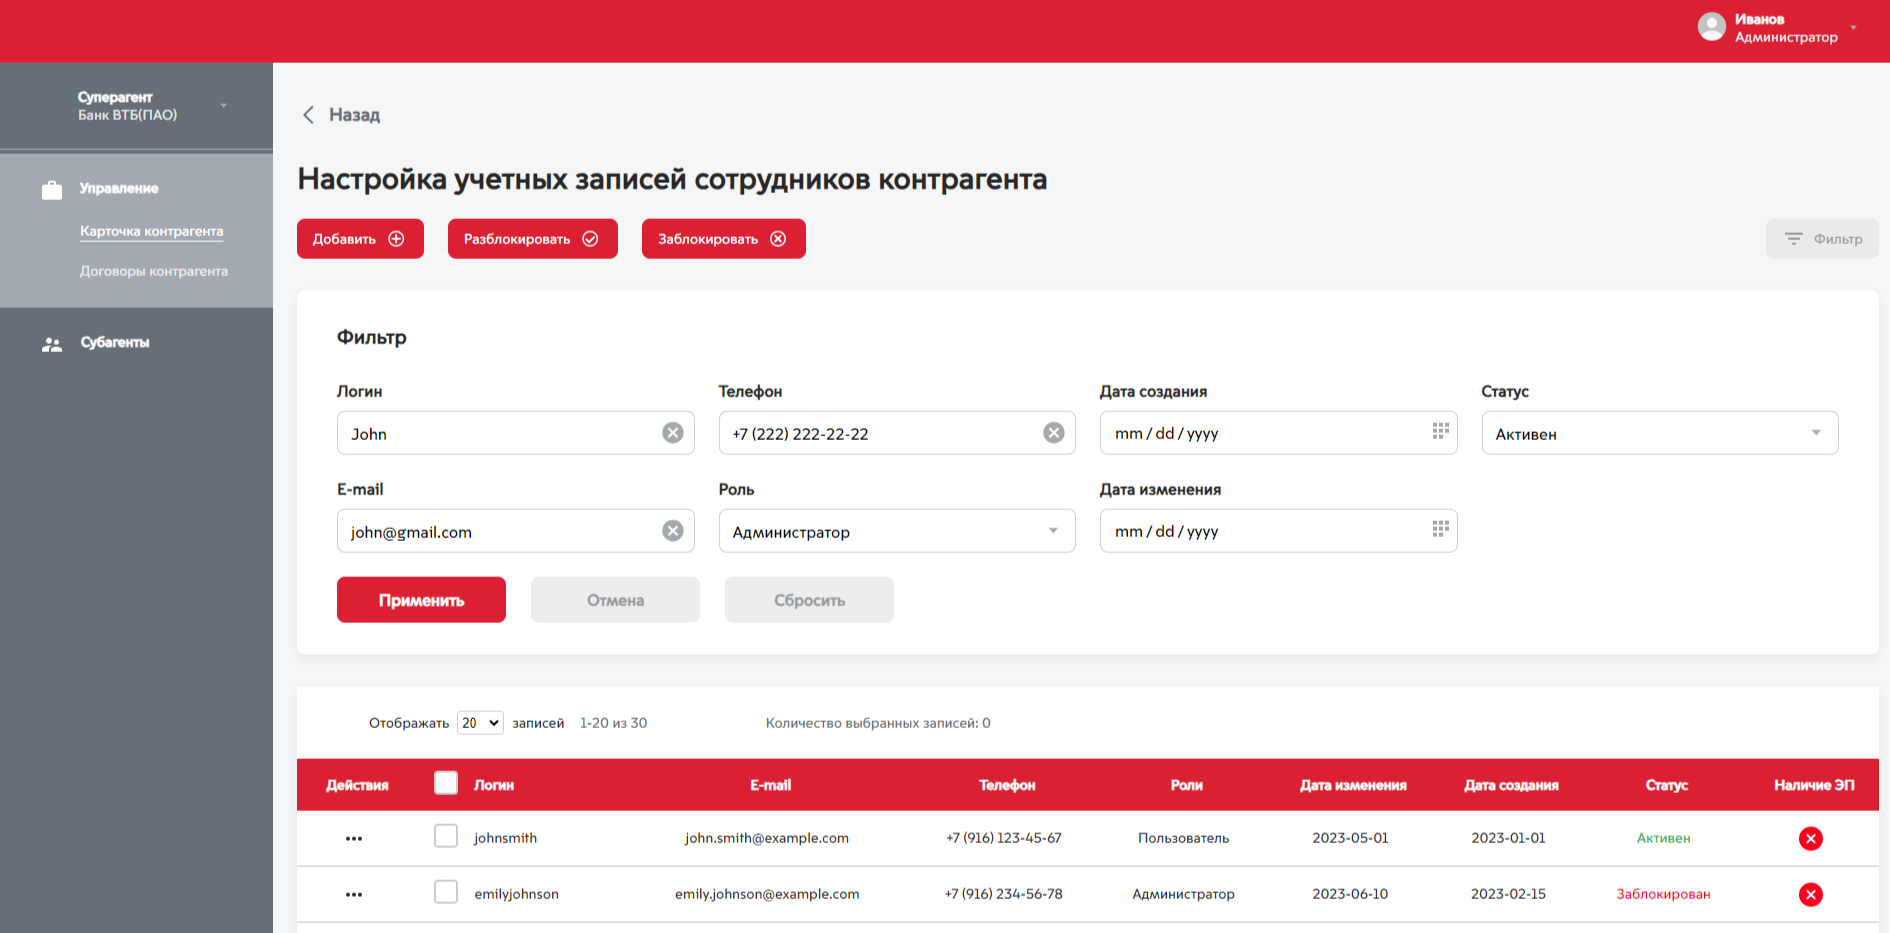 Иванов
Администратор
Суперагент
Банк ВТБ(ПАО)
Управление
Карточка контрагента
Договоры контрагента
Субагенты
Назад
Настройка учетных записей сотрудников контрагента
Добавить
Разблокировать
Заблокировать
Фильтр
Фильтр
Логин
Телефон
Дата создания
Статус
John
+7 (222) 222-22-22
mm / dd / yyyy
Активен
E-mail
Роль
Дата изменения
john@gmail.com
Администратор
mm / dd / yyyy
Применить
Отмена
Сбросить
Отображать 20 записей 1-20 из 30 Количество выбранных записей: 0
Действия Логин E-mail Телефон Роли Дата изменения Дата создания Статус Наличие ЭП
johnsmith john.smith@example.com +7 (916) 123-45-67 Пользователь 2023-05-01 2023-01-01 Активен
emilyjohnson emily.johnson@example.com +7 (916) 234-56-78 Администратор 2023-06-10 2023-02-15 Заблокирован